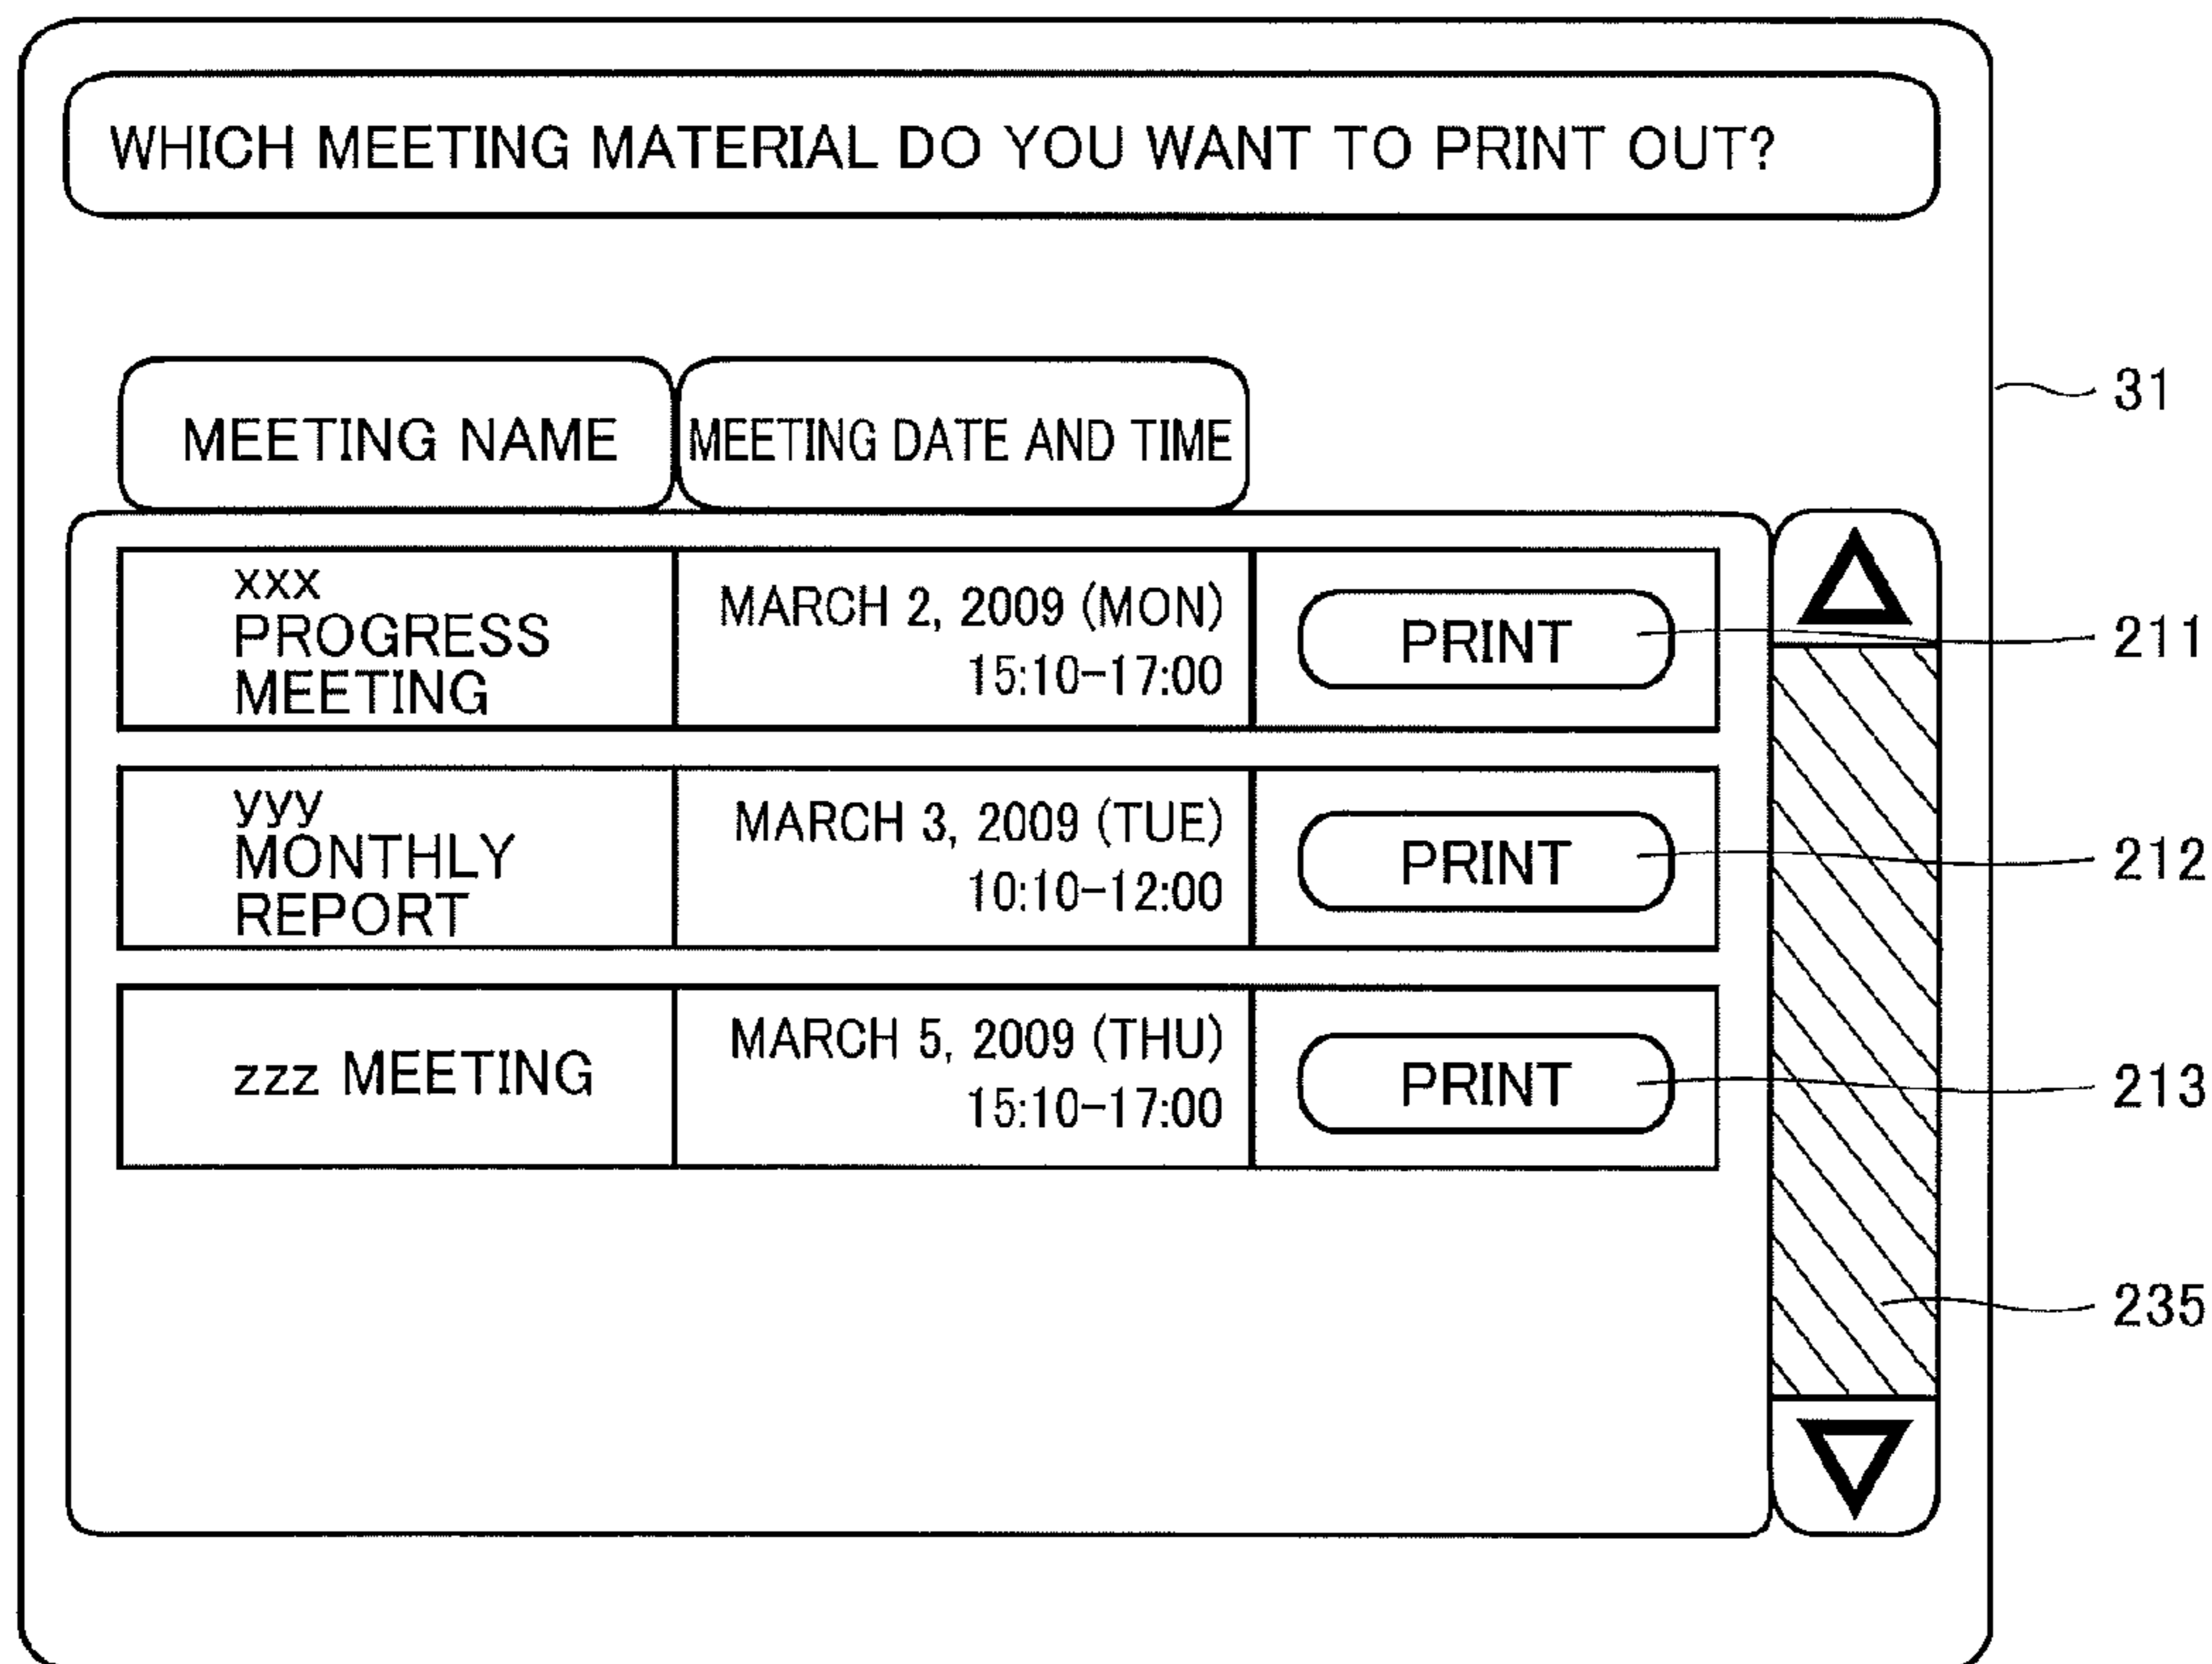 WHICH MEETING MATERIAL DO YOU WANT TO PRINT OUT?
31
MEETING NAME
MEETING DATE AND TIME
xxx
PROGRESS
MEETING
MARCH 2, 2009 (MON)
15:10-17:00
PRINT
211
yyy
MONTHLY
REPORT
MARCH 3, 2009 (TUE)
10:10-12:00
PRINT
212
zzz MEETING
MARCH 5, 2009 (THU)
15:10-17:00
PRINT
213
235